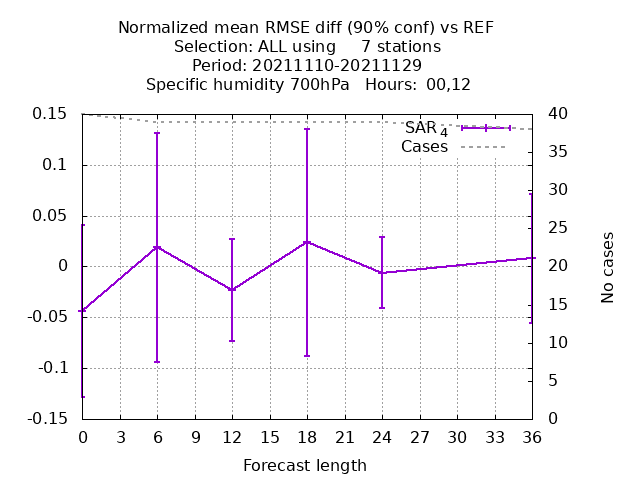 Normalized mean RMSE diff (90% conf) vs REF
Selection: ALL using     7 stations
Period: 20211110-20211129
Specific humidity 700hPa   Hours:  00,12
SAR 4
Cases
0.15
0.1
0.05
0
-0.05
-0.1
-0.15
40
35
30
25
20
15
10
5
0
No cases
0 3 6 9 12 15 18 21 24 27 30 33 36
Forecast length